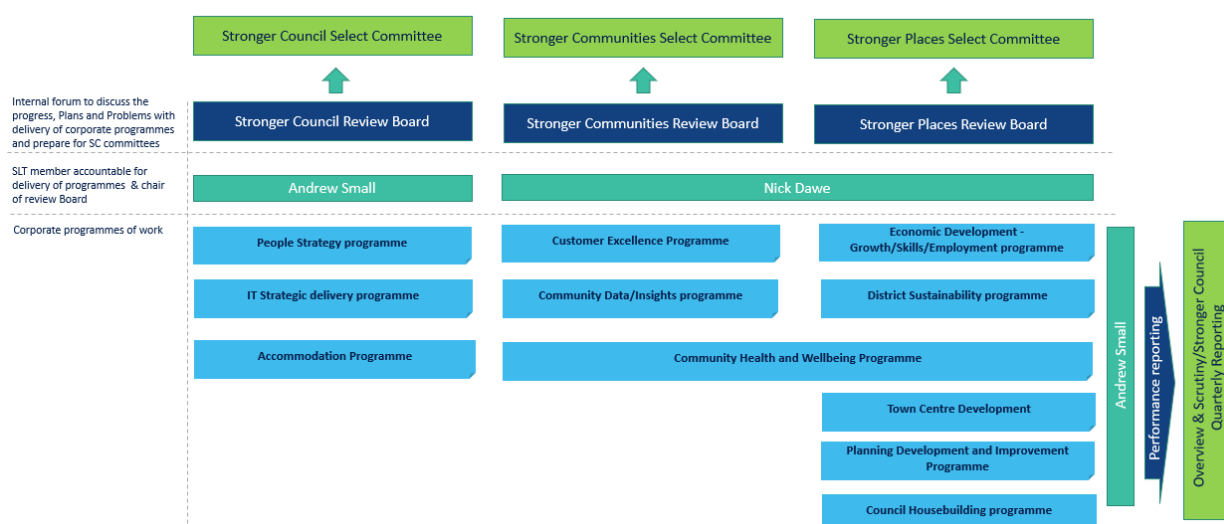 Stronger Council Select Committee
Stronger Communities Select Committee
Stronger Places Select Committee
Internal forum to discuss the
progress, Plans and Problems with
delivery of corporate programmes
and prepare for SC committees
Stronger Council Review Board
Stronger Communities Review Board
Stronger Places Review Board
SLT member accountable for
delivery of programmes & chair
of review Board
Andrew Small
Nick Dawe
Corporate programmes of work
People Strategy programme
Customer Excellence Programme
Economic Development -
Growth/Skills/Employment programme
IT Strategic delivery programme
Community Data/Insights programme
District Sustainability programme
Accommodation Programme
Community Health and Wellbeing Programme
Town Centre Development
Planning Development and Improvement
Programme
Council Housebuilding programme
Andrew Small
Performance reporting
Overview & Scrutiny/Stronger Council
Quarterly Reporting